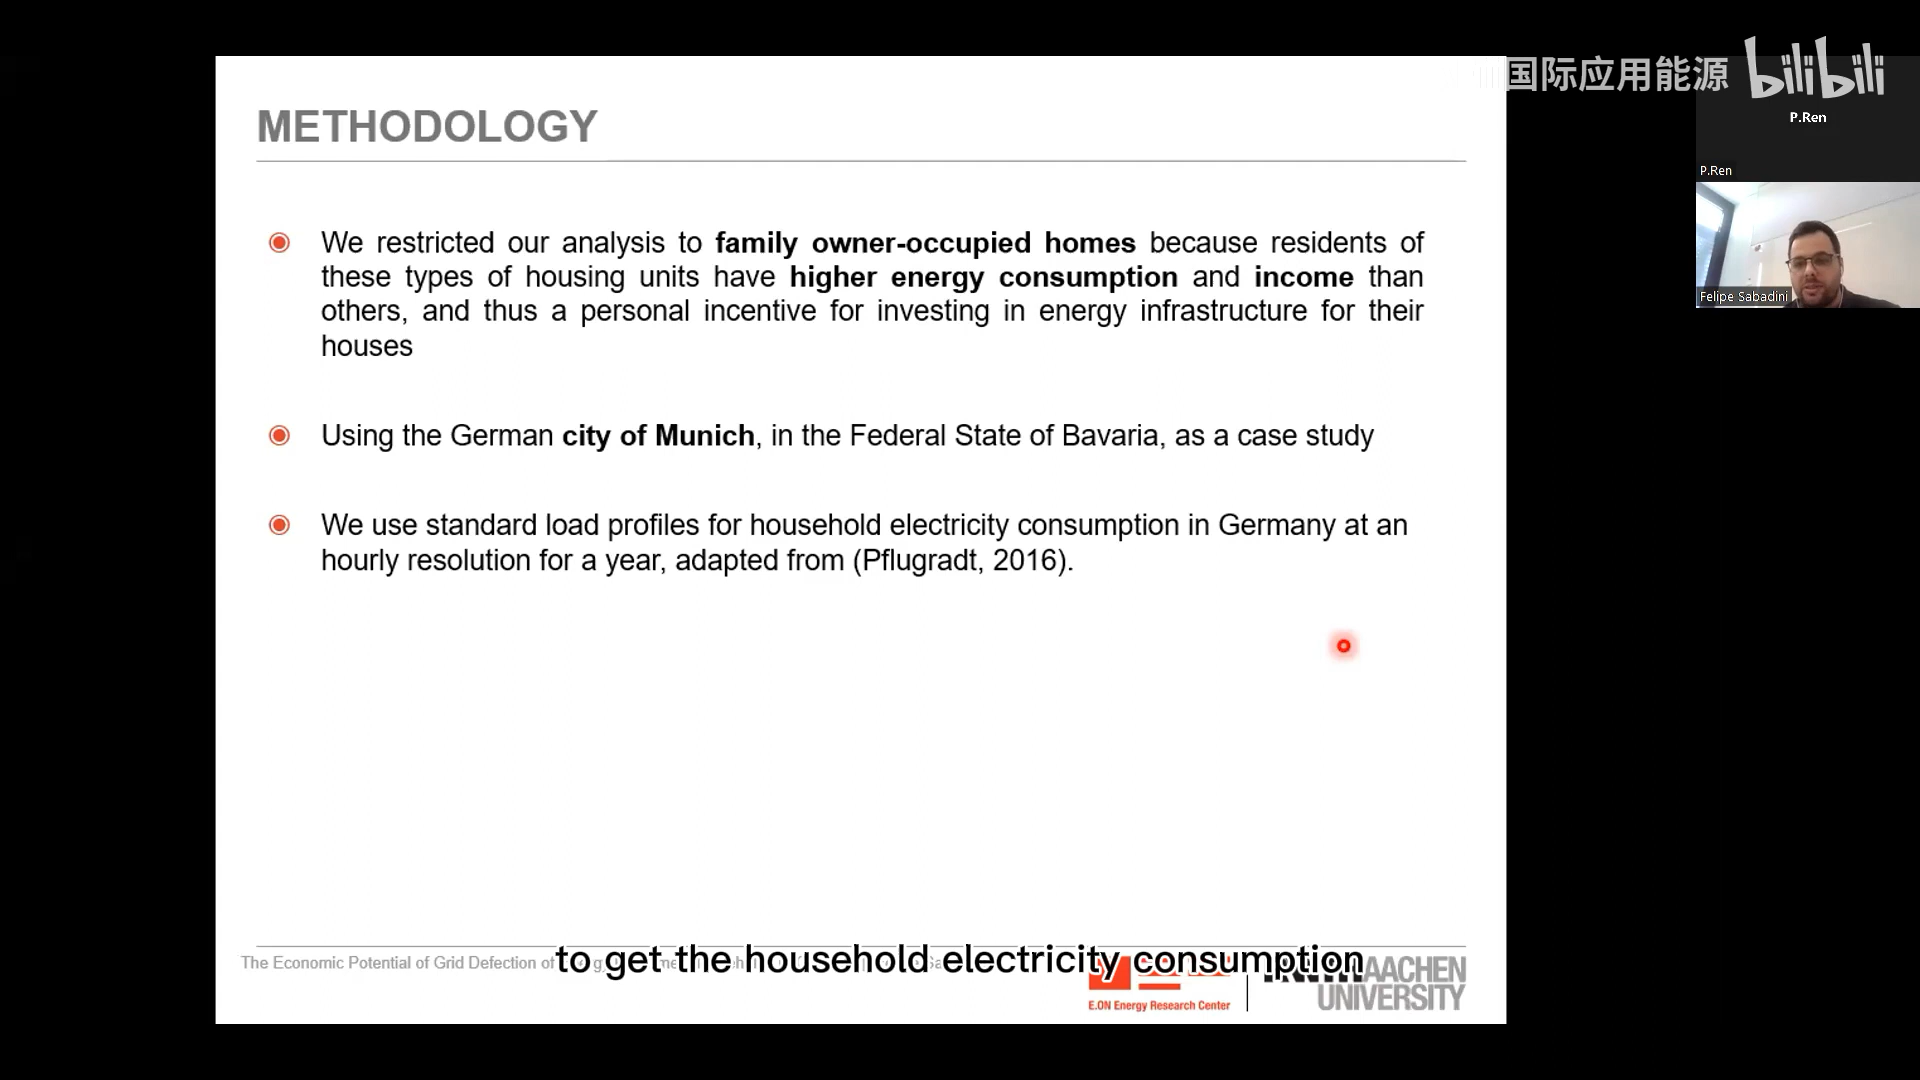 国际应用能源 bilibili
P.Ren
P.Ren
Felipe Sabadini
METHODOLOGY
We restricted our analysis to family owner-occupied homes because residents of
these types of housing units have higher energy consumption and income than
others, and thus a personal incentive for investing in energy infrastructure for their
houses
Using the German city of Munich, in the Federal State of Bavaria, as a case study
We use standard load profiles for household electricity consumption in Germany at an
hourly resolution for a year, adapted from (Pflugradt, 2016).
to get the household electricity consumption
The Economic Potential of Grid Defection of
E.ON Energy Research Center
AACHEN
UNIVERSITY